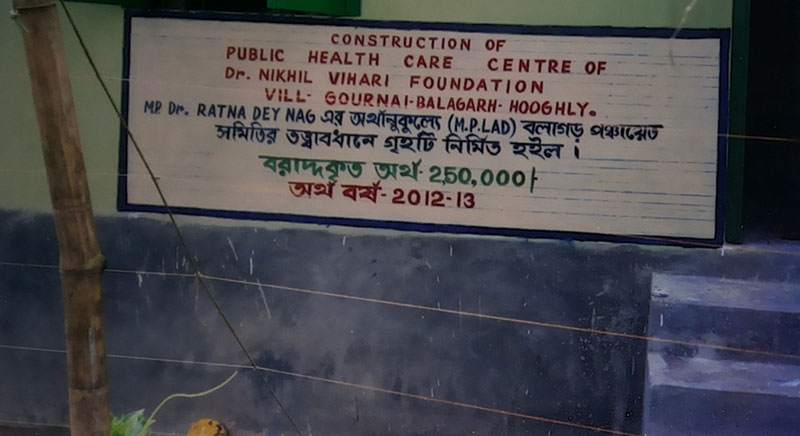 CONSTRUCTION OF
PUBLIC HEALTH CARE CENTRE OF
Dr. NIKHIL VIHARI FOUNDATION
VILL- GOURNAI-BALAGARH-HOOGHLY.
MP. Dr. RATNA DEY NAG এর অর্থানুকুল্যে (M.P.LAD) বলাগড় পঞ্চায়েত
সমিতির তত্ত্বাবধানে গৃহটি নির্মিত হইল।
বরাদ্দকৃত অর্থ- 2,50,000/-
অর্থ বর্ষ- 2012-13